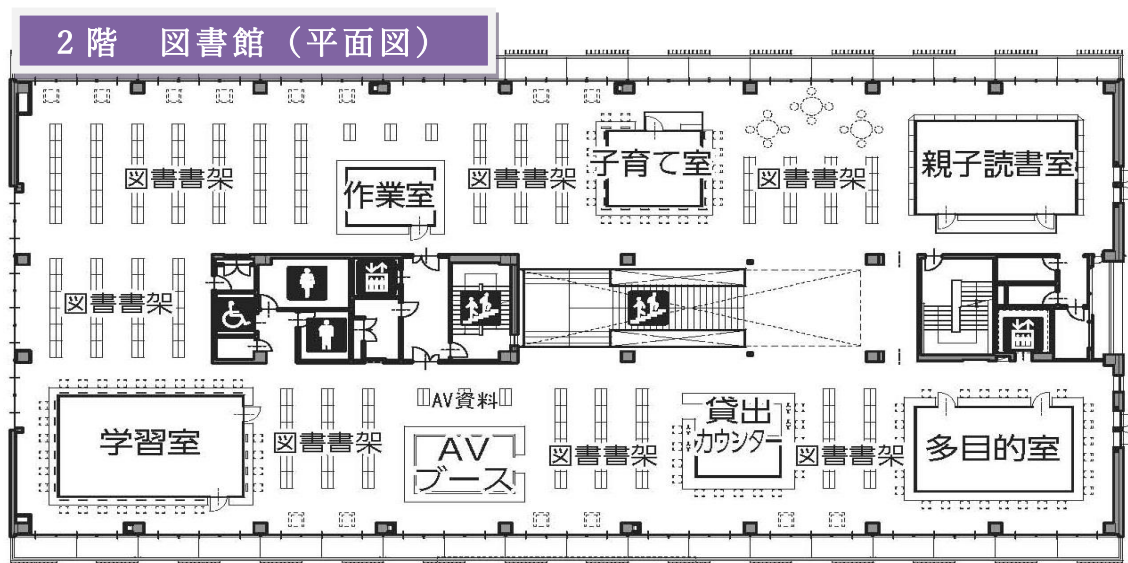 2階 図書館（平面図）
図書書架
作業室
図書書架
子育て室
図書書架
親子読書室
図書書架
学習室
図書書架
AV資料
AV
ブース
図書書架
貸出
カウンター
図書書架
多目的室